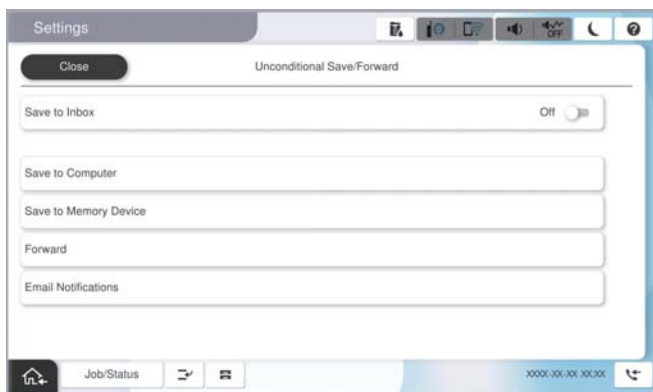 Settings
OFF
Close
Unconditional Save/Forward
Save to Inbox
Off
Save to Computer
Save to Memory Device
Forward
Email Notifications
Job/Status
XXXX-XX-XX XX:XX